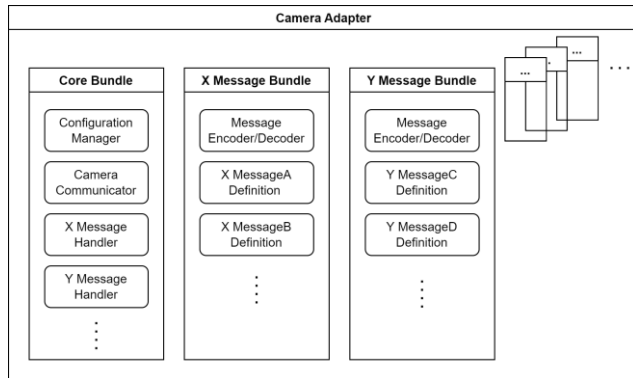 Camera Adapter
Core Bundle
Configuration
Manager
Camera
Communicator
X Message
Handler
Y Message
Handler
X Message Bundle
Message
Encoder/Decoder
X MessageA
Definition
X MessageB
Definition
Y Message Bundle
Message
Encoder/Decoder
Y MessageC
Definition
Y MessageD
Definition
...
...
...